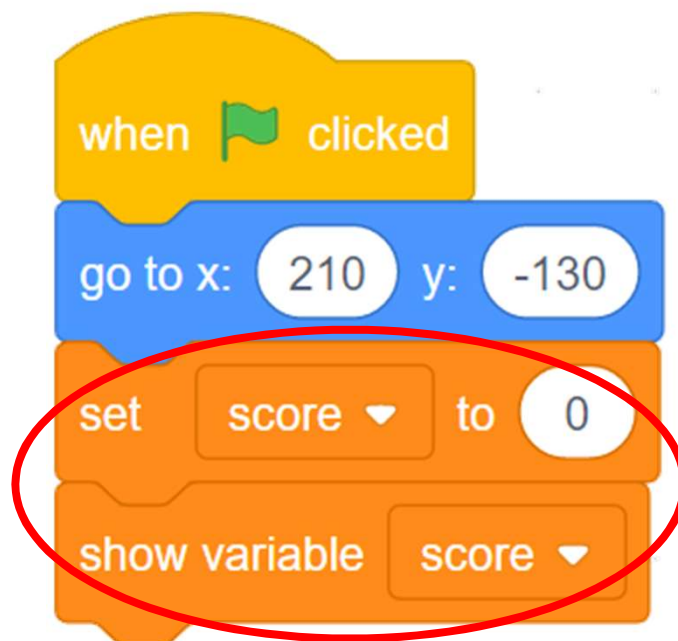 when clicked
go to x: 210 y: -130
set score to 0
show variable score